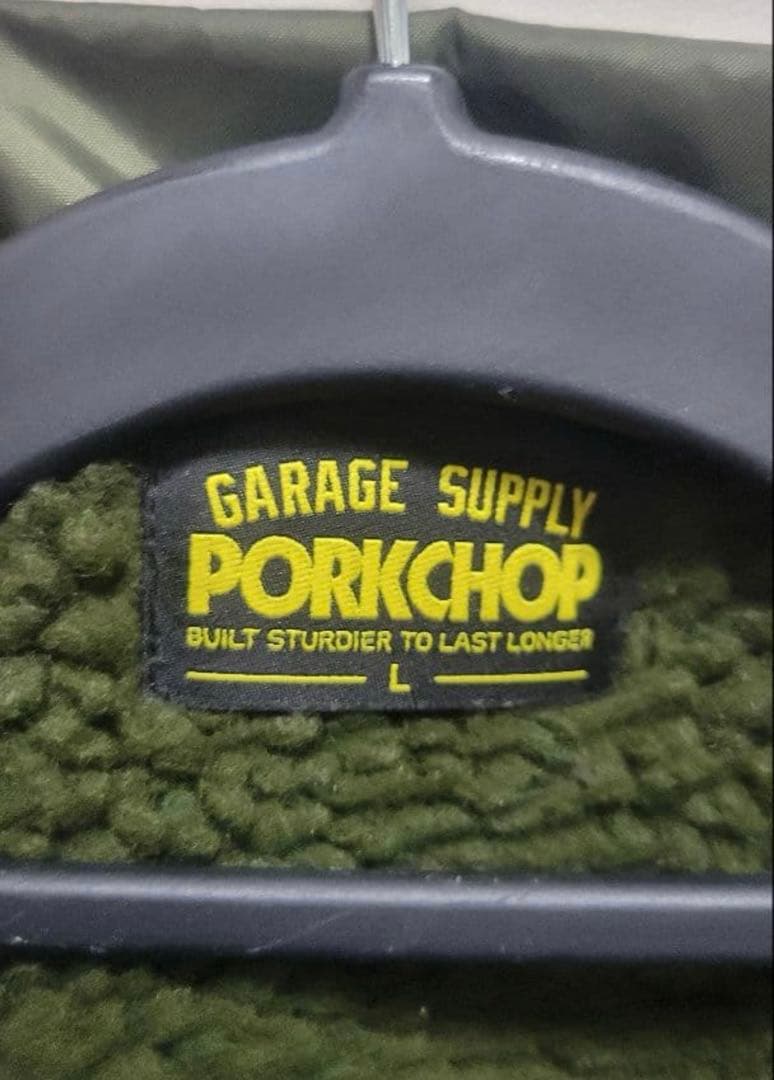 GARAGE SUPPLY
PORKCHOP
BUILT STURDIER TO LAST LONGER
L